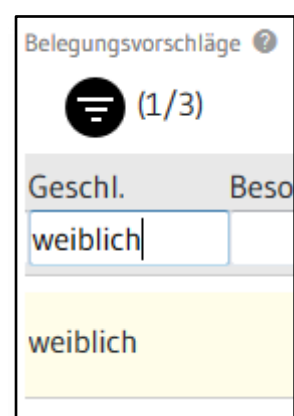 Belegungsvorschläge ?
(1/3)
Geschl. Beso
weiblich
weiblich